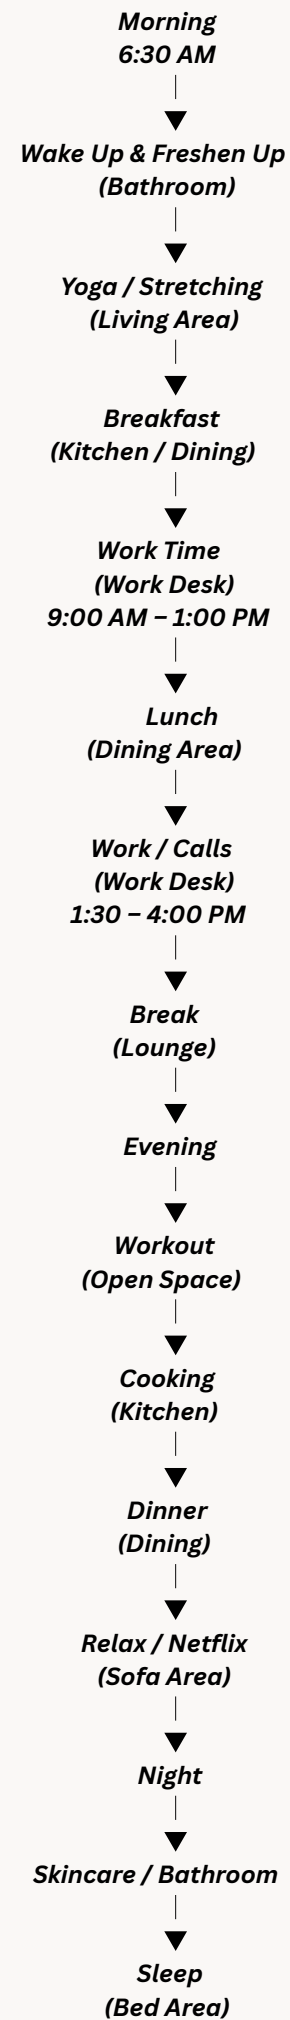 Morning
6:30 AM
Wake Up & Freshen Up
(Bathroom)
Yoga / Stretching
(Living Area)
Breakfast
(Kitchen / Dining)
Work Time
(Work Desk)
9:00 AM – 1:00 PM
Lunch
(Dining Area)
Work / Calls
(Work Desk)
1:30 – 4:00 PM
Break
(Lounge)
Evening
Workout
(Open Space)
Cooking
(Kitchen)
Dinner
(Dining)
Relax / Netflix
(Sofa Area)
Night
Skincare / Bathroom
Sleep
(Bed Area)